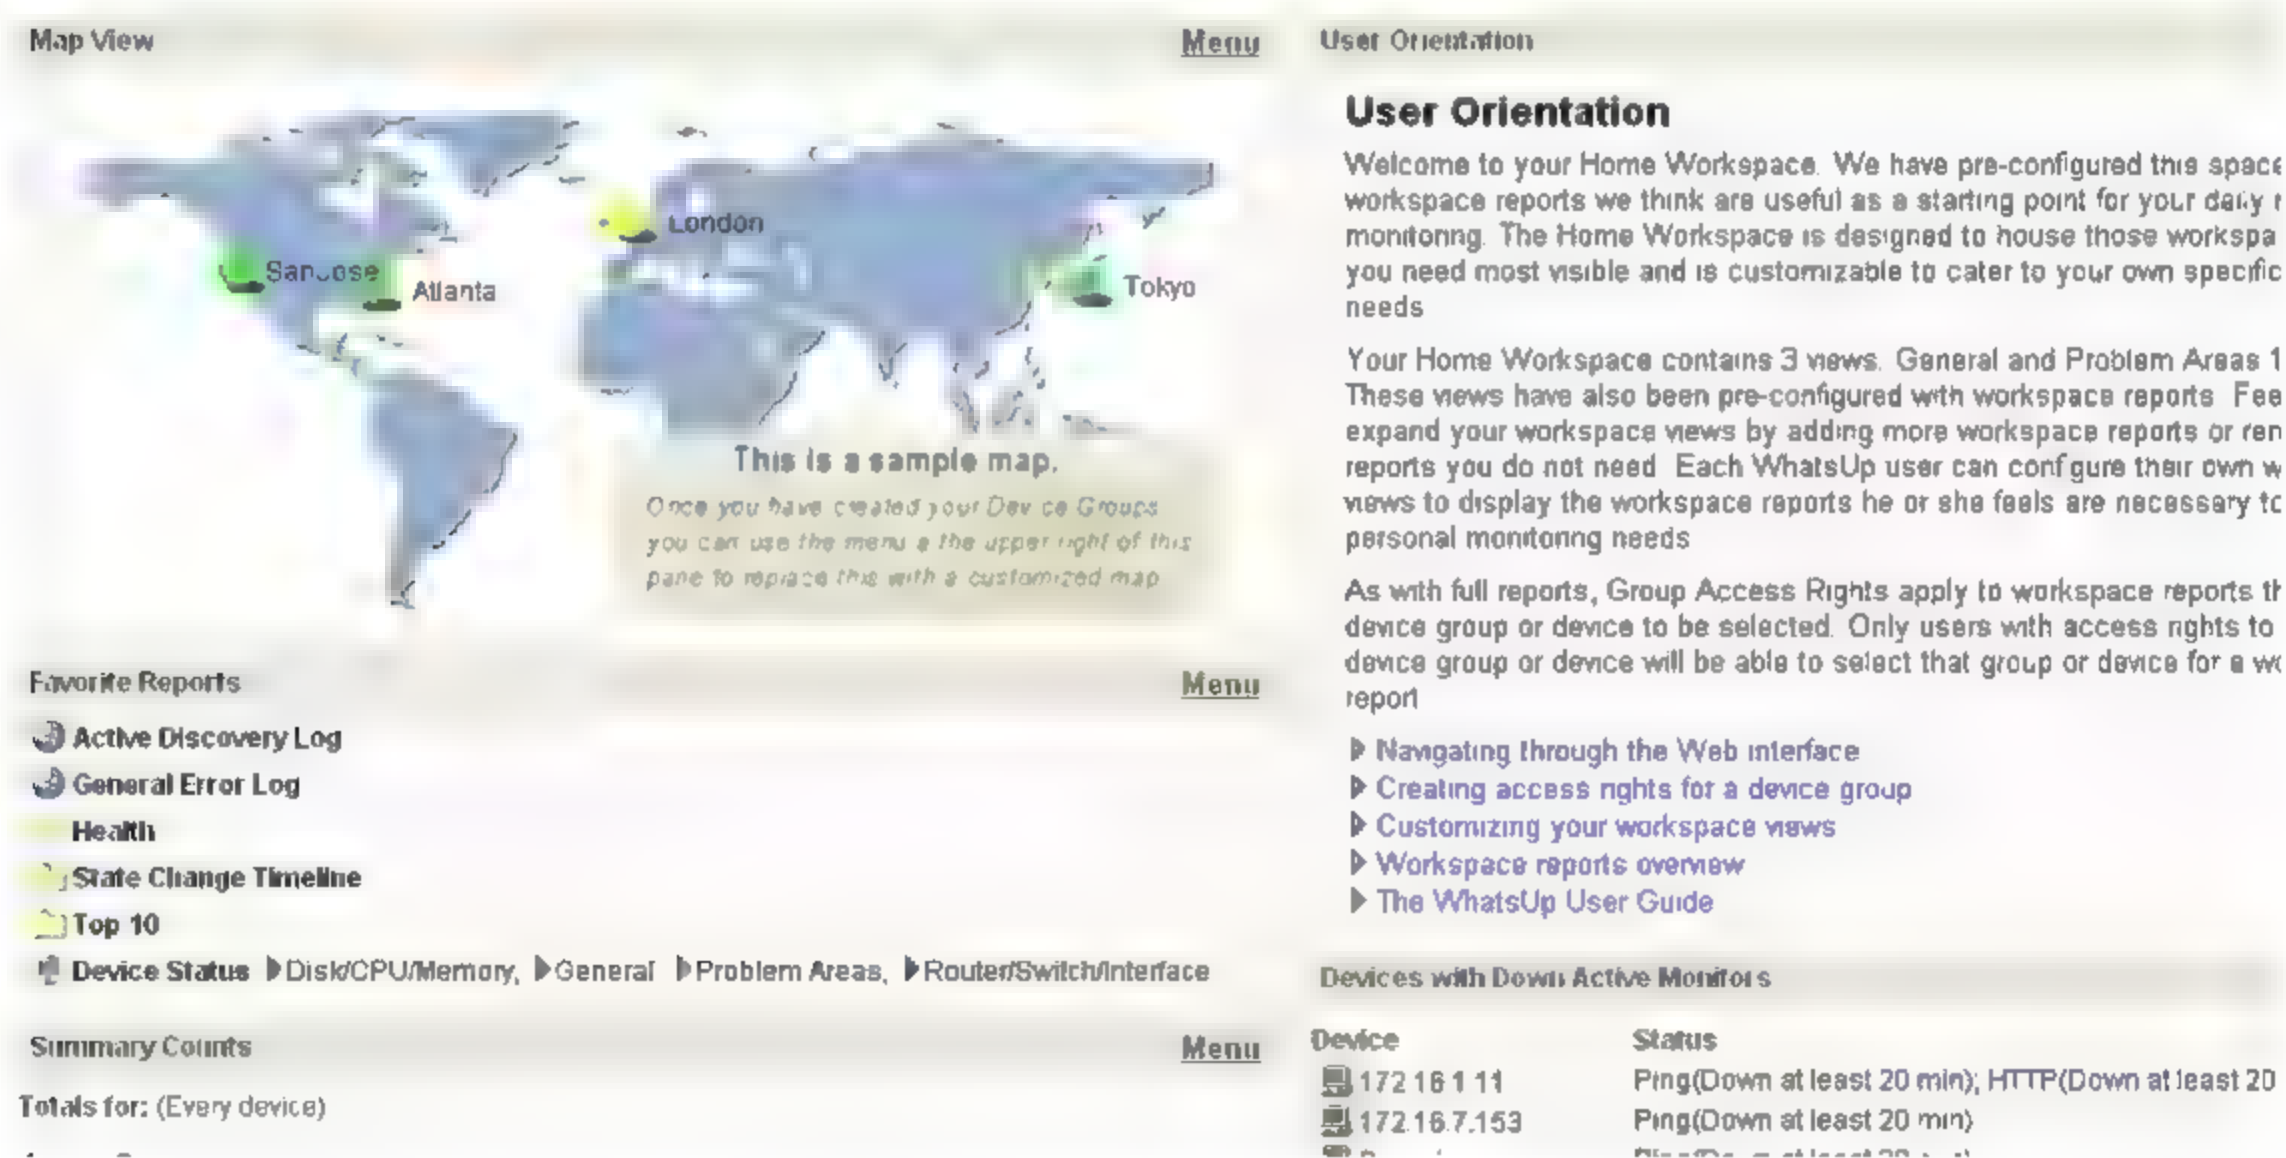 Map View
Menu
San Jose
Atlanta
London
Tokyo
This is a sample map.
Once you have created your Device Groups
you can use the menu the upper right of this
pane to replace this with a customized map
Favorite Reports
Menu
Active Discovery Log
General Error Log
Health
State Change Timeline
Top 10
Device Status Disk/CPU/Memory, General Problem Areas, Router/Switch/Interface
Summary Counts
Menu
Totals for: (Every device)
User Orientation
User Orientation
Welcome to your Home Workspace. We have pre-configured this space
workspace reports we think are useful as a starting point for your daily
monitoring. The Home Workspace is designed to house those workspa
you need most visible and is customizable to cater to your own specific
needs
Your Home Workspace contains 3 views. General and Problem Areas 1
These views have also been pre-configured with workspace reports Fee
expand your workspace views by adding more workspace reports or ren
reports you do not need Each WhatsUp user can configure their own w
views to display the workspace reports he or she feels are necessary to
personal monitoring needs
As with full reports, Group Access Rights apply to workspace reports th
device group or device to be selected. Only users with access rights to
device group or device will be able to select that group or device for a wo
report
Navigating through the Web interface
Creating access rights for a device group
Customizing your workspace views
Workspace reports overview
The WhatsUp User Guide
Devices with Down Active Monitors
Device Status
172.16.1.11 Ping(Down at least 20 min); HTTP(Down at least 20
172.16.7.153 Ping(Down at least 20 min)